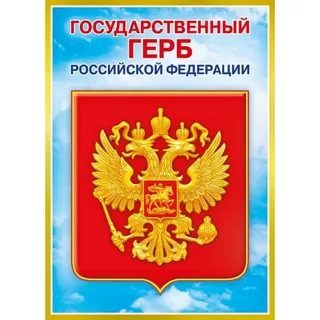 ГОСУДАРСТВЕННЫЙ
ГЕРБ
РОССИЙСКОЙ ФЕДЕРАЦИИ